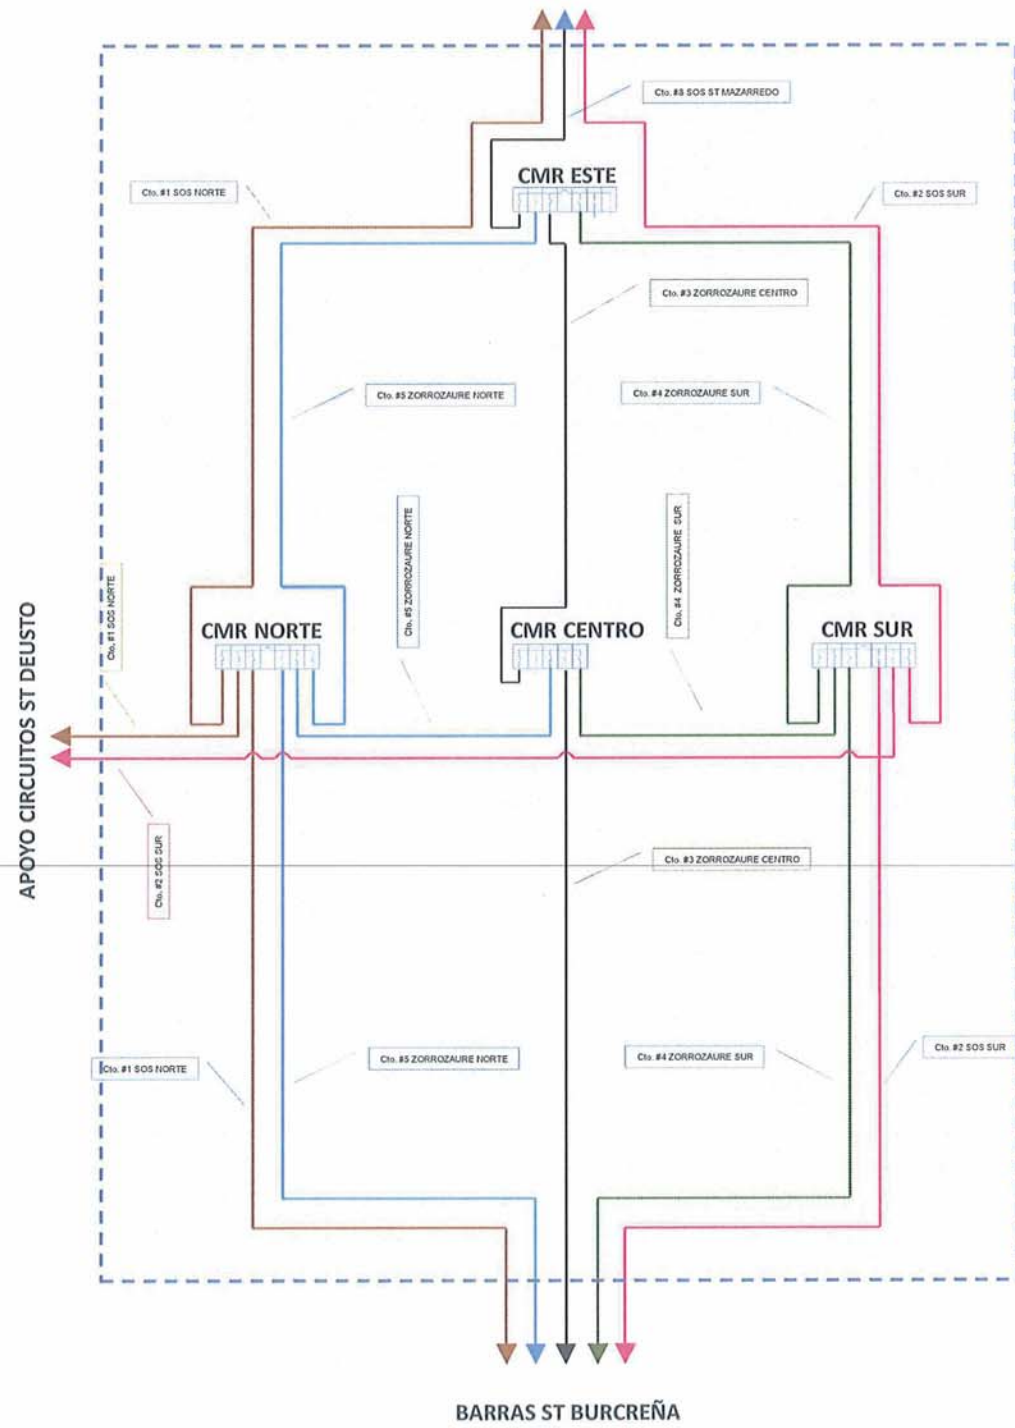 Cto. #8 SOS ST MAZARREDO
CMR ESTE
Cto. #1 SOS NORTE
Cto. #2 SOS SUR
Cto. #3 ZORROZAURE CENTRO
Cto. #5 ZORROZAURE NORTE
Cto. #4 ZORROZAURE SUR
Cto. #5 ZORROZAURE NORTE
Cto. #4 ZORROZAURE SUR
Cto. #1 SOS NORTE
CMR NORTE
CMR CENTRO
CMR SUR
APOYO CIRCUITOS ST DEUSTO
Cto. #2 SOS SUR
Cto. #3 ZORROZAURE CENTRO
Cto. #1 SOS NORTE
Cto. #5 ZORROZAURE NORTE
Cto. #4 ZORROZAURE SUR
Cto. #2 SOS SUR
BARRAS ST BURCREÑA